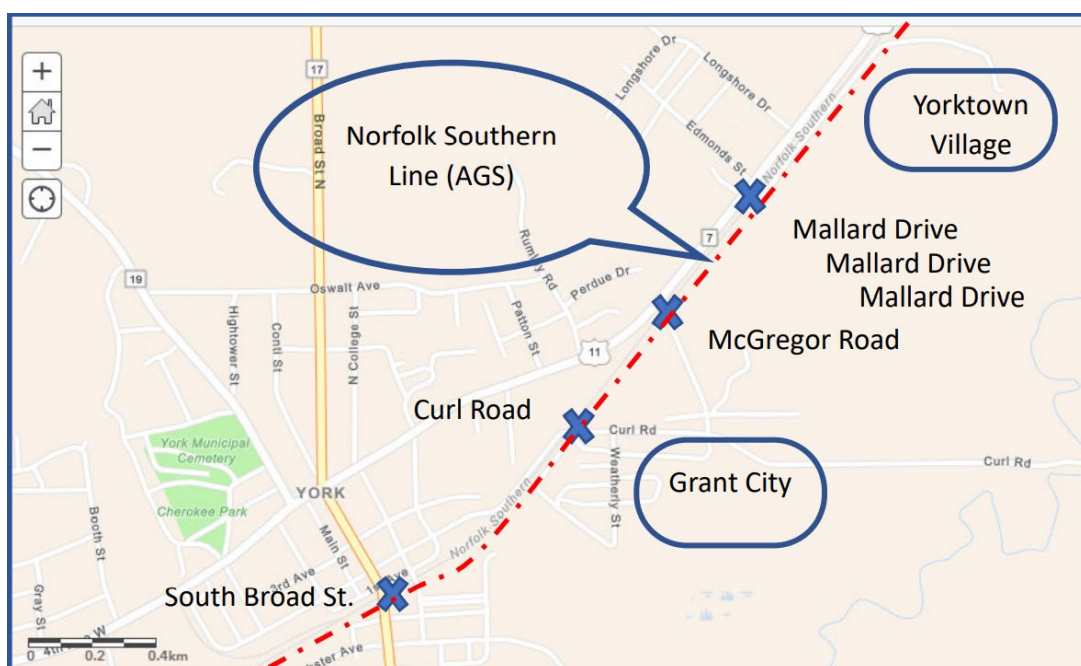 +
−
17
Broad St N
Norfolk Southern
Line (AGS)
Longshore Dr
Longshore Dr
Edmonds St
Norfolk Southern
Yorktown
Village
Mallard Drive
Mallard Drive
Mallard Drive
7
19
Oswalt Ave
Rumley Rd
Perdue Dr
Hightower St
Conti St
N College St
Patton St
11
McGregor Road
Curl Road
Curl Rd
Curl Rd
Weatherly St
Grant City
York Municipal
Cemetery
Cherokee Park
YORK
Booth St
Main St
Norfolk Southern
3rd Ave
1st Ave
South Broad St.
Gray St
4th
W
0
0.2
0.4km
ster Ave